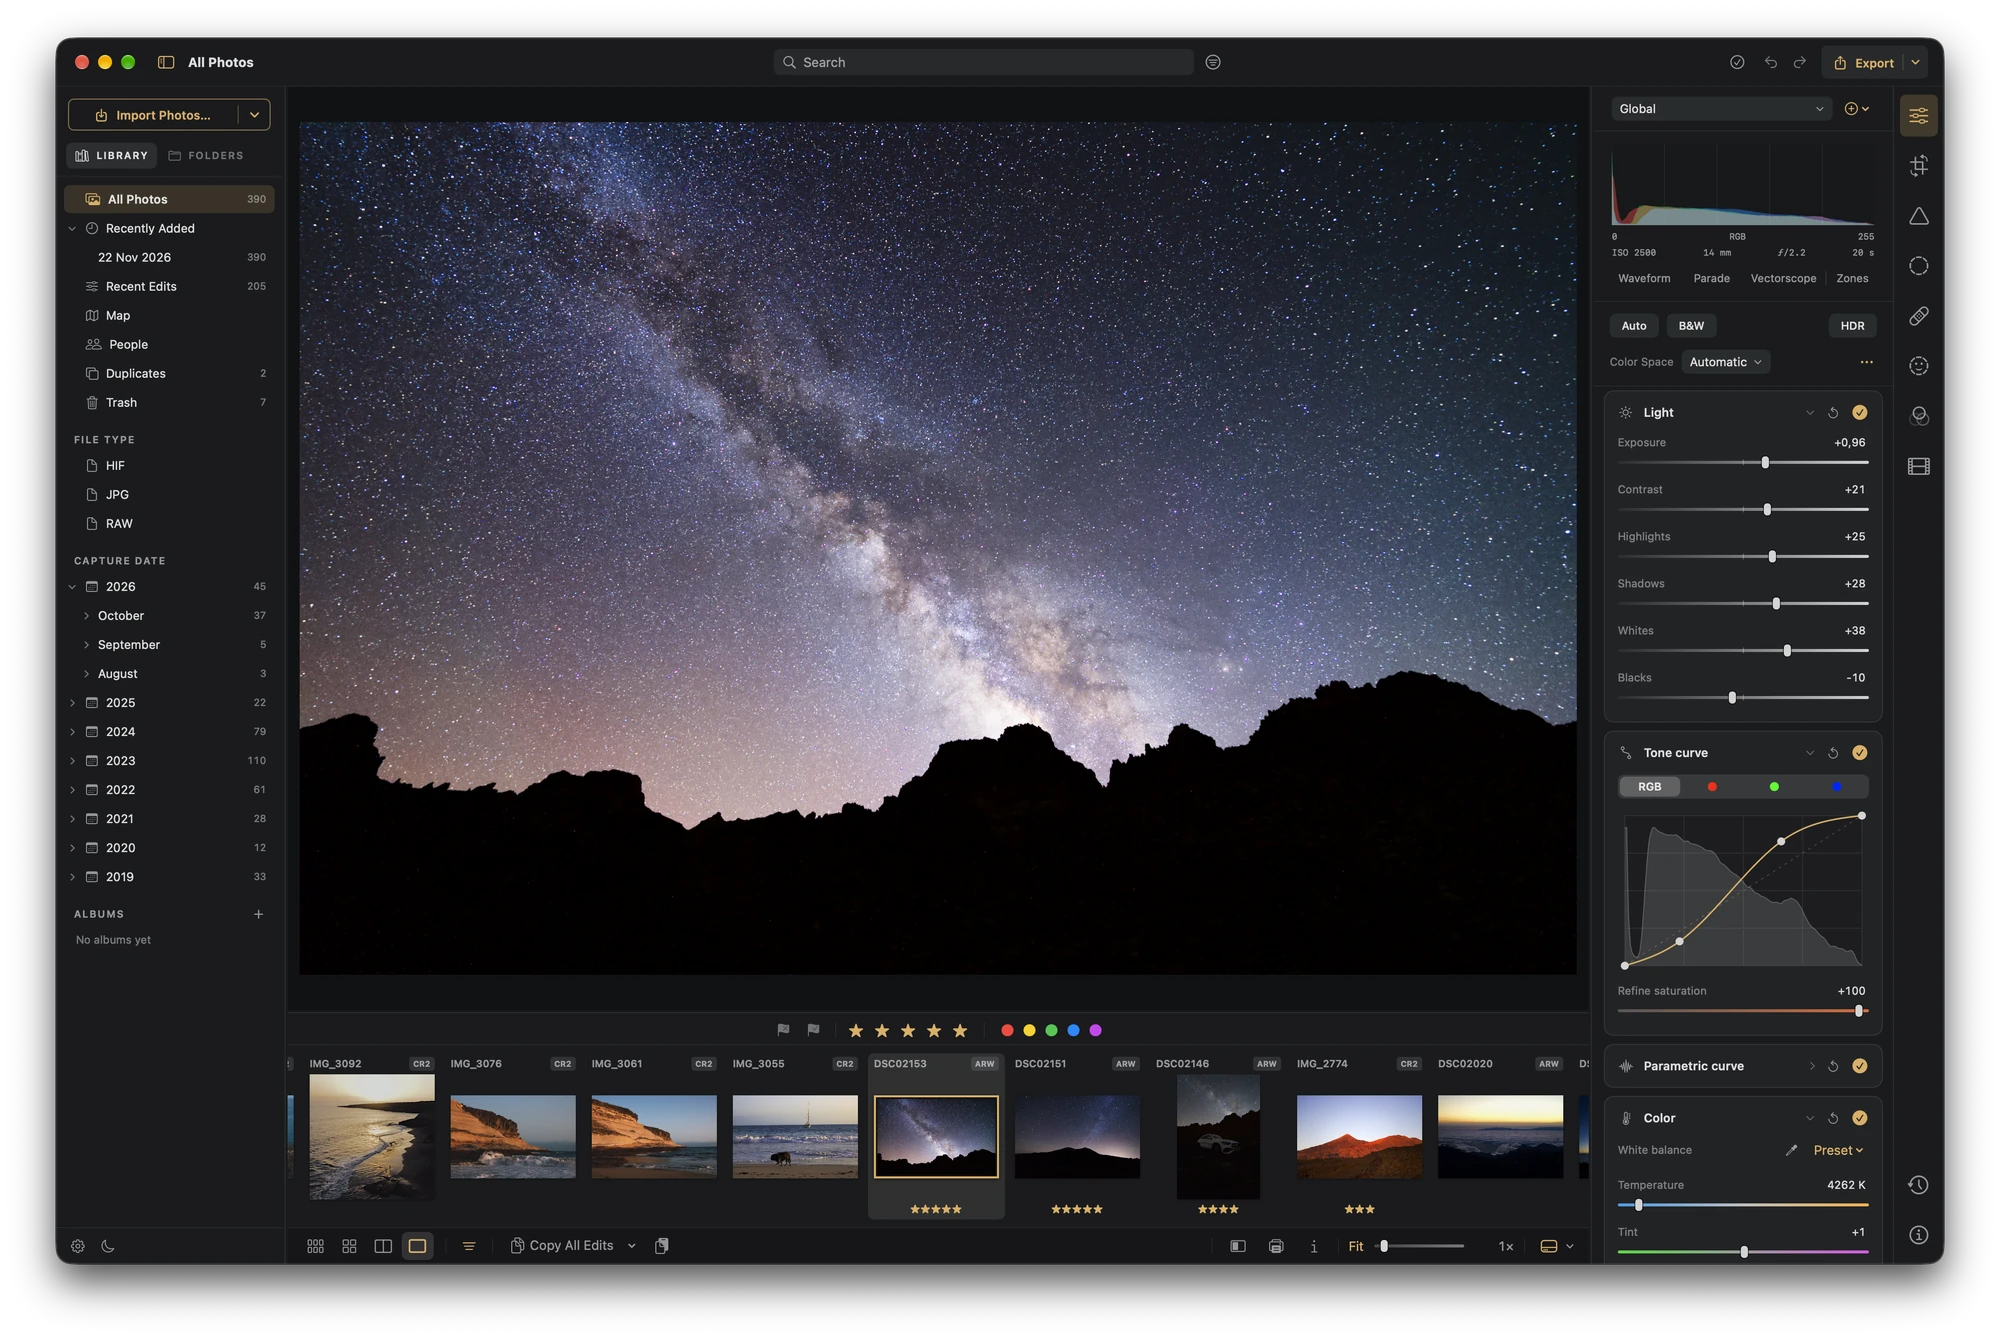 All Photos
Search
Export
Import Photos...
LIBRARY FOLDERS
All Photos 390
Recently Added
22 Nov 2026 390
Recent Edits 205
Map
People
Duplicates 2
Trash 7
FILE TYPE
HIF
JPG
RAW
CAPTURE DATE
2026 45
October 37
September 5
August 3
2025 22
2024 79
2023 110
2022 61
2021 28
2020 12
2019 33
ALBUMS +
No albums yet
IMG_3092 CR2
IMG_3076 CR2
IMG_3061 CR2
IMG_3055 CR2
DSC02153 ARW
DSC02151 ARW
DSC02146 ARW
IMG_2774 CR2
DSC02020 ARW
Copy All Edits
Fit
1x
Global
0 RGB 255
ISO 2500 14 mm ƒ/2.2 20 s
Waveform Parade Vectorscope Zones
Auto B&W HDR
Color Space Automatic
Light
Exposure +0,96
Contrast +21
Highlights +25
Shadows +28
Whites +38
Blacks -10
Tone curve
RGB
Refine saturation +100
Parametric curve
Color
White balance Preset
Temperature 4262 K
Tint +1